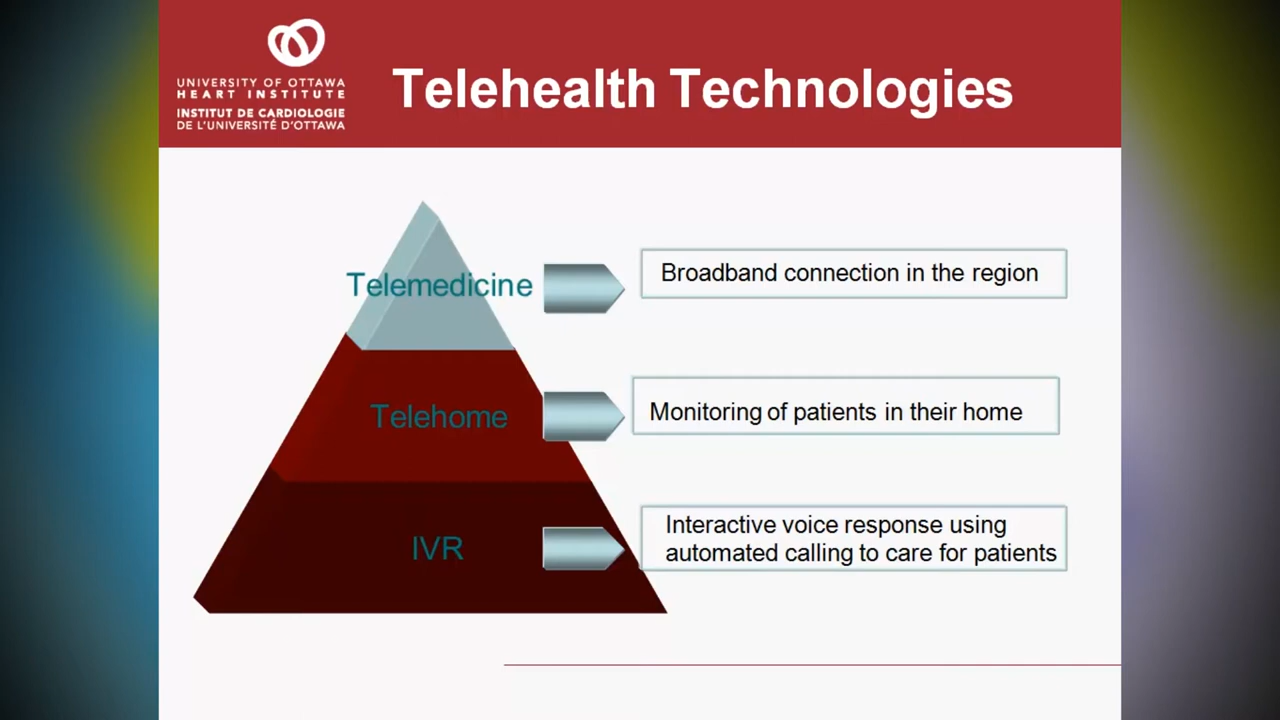 UNIVERSITY OF OTTAWA
HEART INSTITUTE
INSTITUT DE CARDIOLOGIE
DE L'UNIVERSITÉ D'OTTAWA
Telehealth Technologies
Telemedicine
Broadband connection in the region
Telehome
Monitoring of patients in their home
IVR
Interactive voice response using
automated calling to care for patients